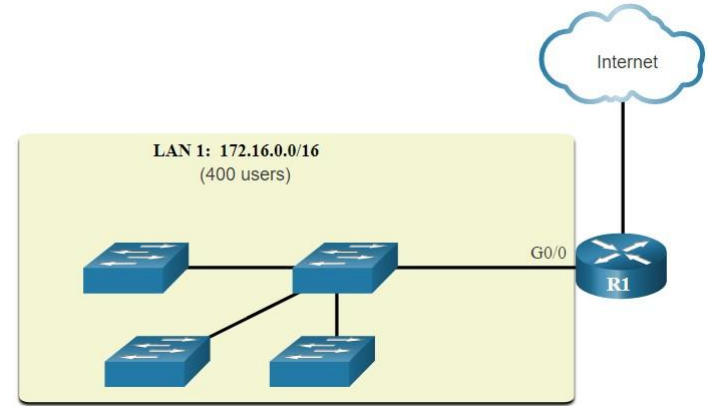 Internet
LAN 1: 172.16.0.0/16
(400 users)
G0/0
R1